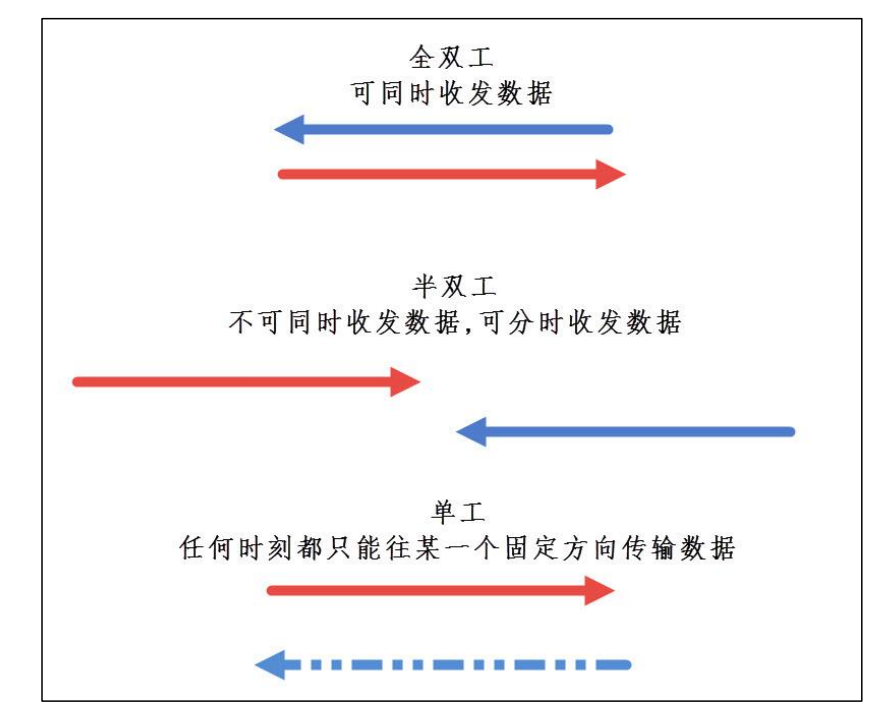 全双工
可同时收发数据
半双工
不可同时收发数据,可分时收发数据
单工
任何时刻都只能往某一个固定方向传输数据